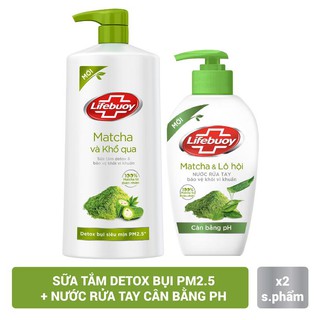 MỚI
Lifebuoy
Matcha
và Khổ qua
Sữa tắm detox &
bảo vệ khỏi vi khuẩn
100%
Detox bụi siêu mịn PM2.5*
MỚI
Lifebuoy
Matcha & Lô hội
NƯỚC RỬA TAY
bảo vệ khỏi vi khuẩn
100%
Cân bằng pH
SỮA TẮM DETOX BỤI PM2.5
+ NƯỚC RỬA TAY CÂN BẰNG PH
x2
s.phẩm